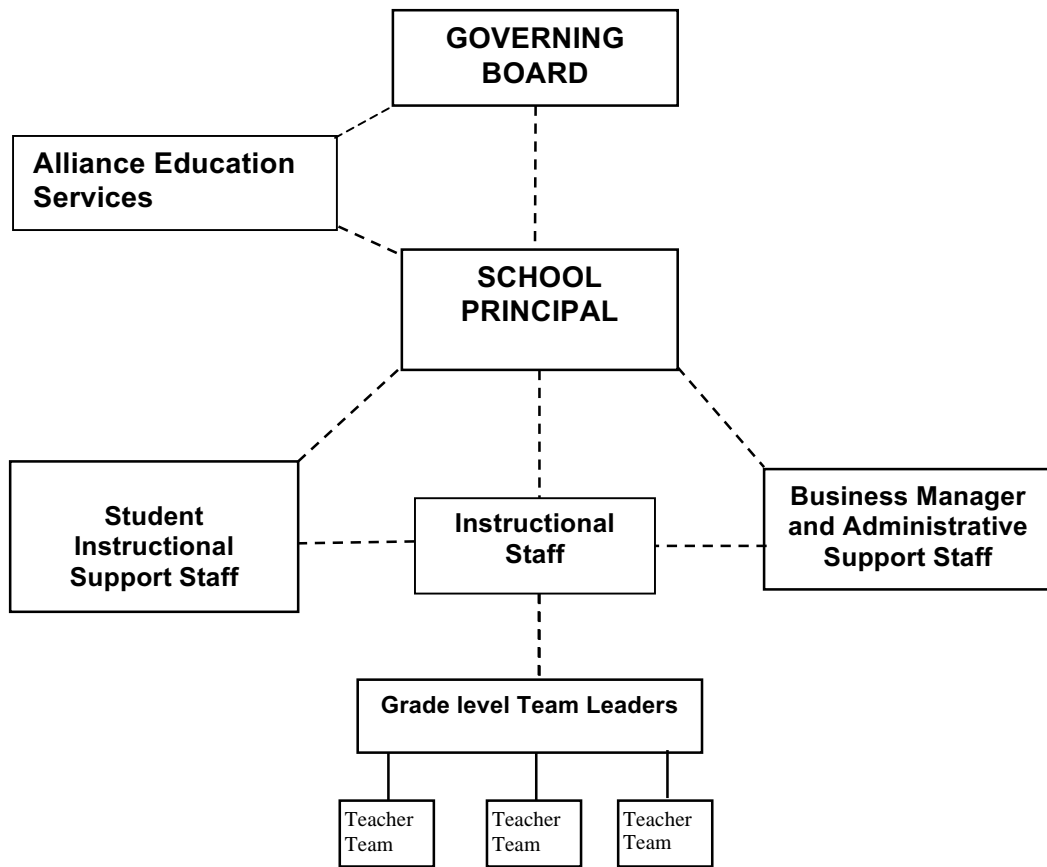 GOVERNING
BOARD
Alliance Education
Services
SCHOOL
PRINCIPAL
Student
Instructional
Support Staff
Instructional
Staff
Business Manager
and Administrative
Support Staff
Grade level Team Leaders
Teacher
Team
Teacher
Team
Teacher
Team